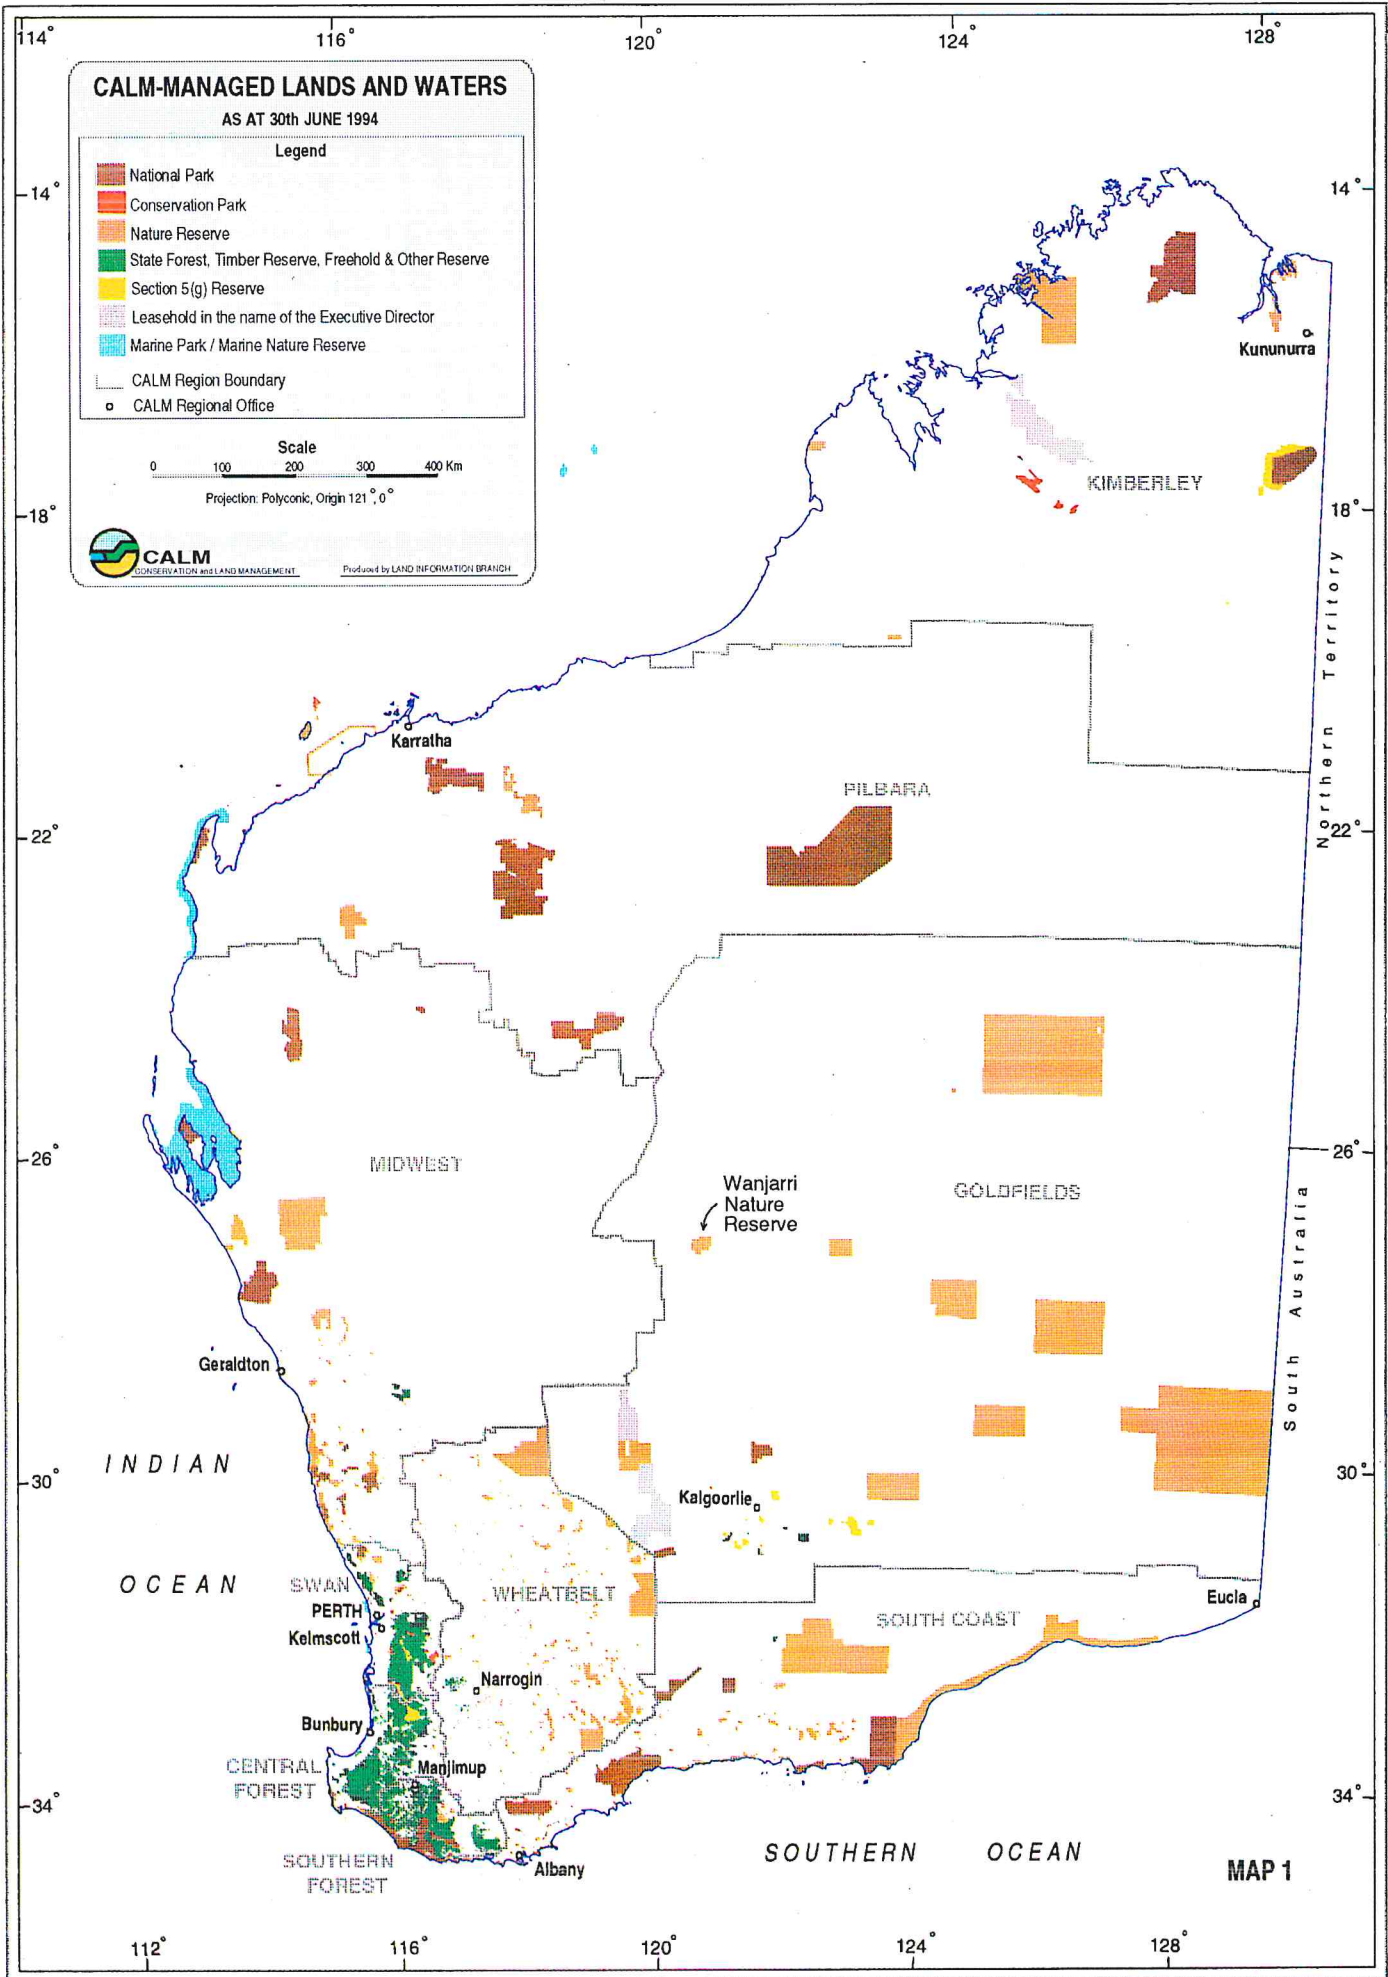 114° 116° 120° 124° 128°
CALM-MANAGED LANDS AND WATERS
AS AT 30th JUNE 1994
Legend
National Park
Conservation Park
Nature Reserve
State Forest, Timber Reserve, Freehold & Other Reserve
Section 5(g) Reserve
Leasehold in the name of the Executive Director
Marine Park / Marine Nature Reserve
CALM Region Boundary
CALM Regional Office
Scale
0 100 200 300 400 Km
Projection: Polyconic, Origin 121°, 0°
CALM
CONSERVATION and LAND MANAGEMENT
Produced by LAND INFORMATION BRANCH
14° 14°
Kununurra
KIMBERLEY
18° 18°
Northern Territory
Karratha
PILBARA
22° 22°
26° 26°
MIDWEST
Wanjarri
Nature
Reserve
GOLDFIELDS
South Australia
Geraldton
INDIAN
30° 30°
Kalgoorlie
OCEAN
SWAN
WHEATBELT
PERTH
Kelmscott
Eucla
SOUTH COAST
Narrogin
Bunbury
CENTRAL
FOREST
Manjimup
34° 34°
SOUTHERN OCEAN
SOUTHERN
FOREST
Albany
MAP 1
112° 116° 120° 124° 128°